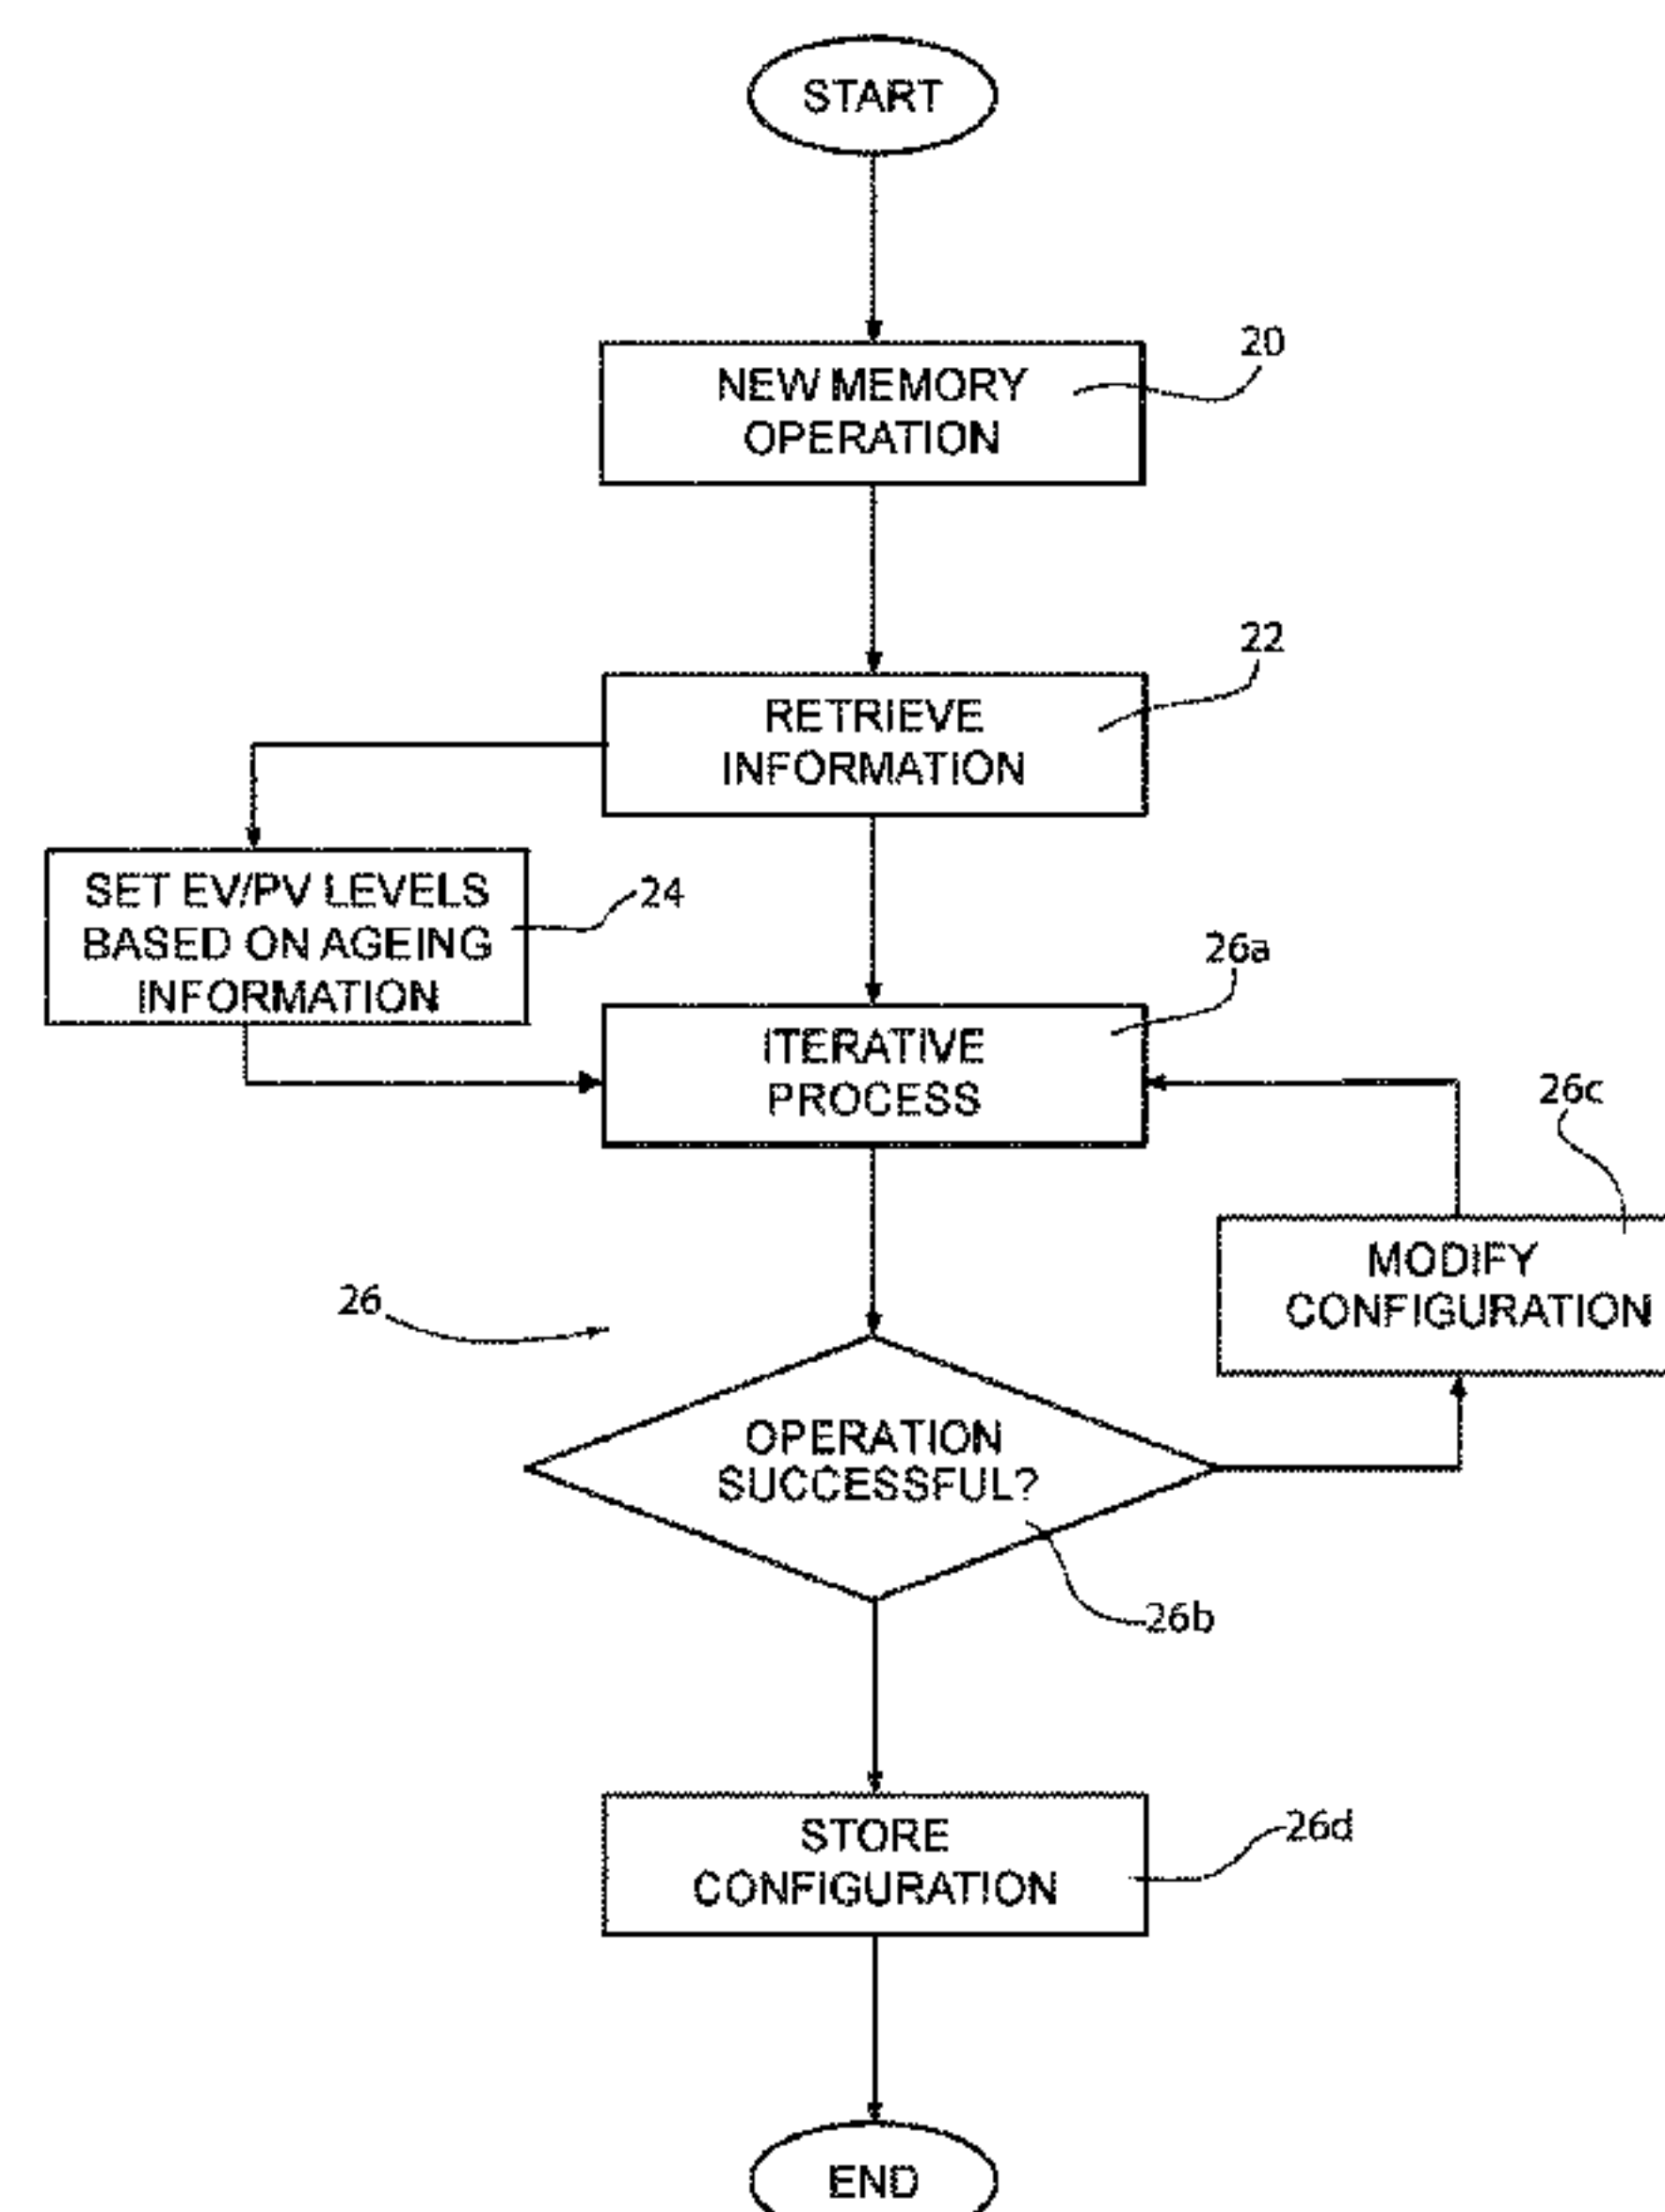 START
20
NEW MEMORY
OPERATION
22
RETRIEVE
INFORMATION
SET EV/PV LEVELS
BASED ON AGEING
INFORMATION
24
26a
ITERATIVE
PROCESS
26c
MODIFY
CONFIGURATION
26
OPERATION
SUCCESSFUL?
26b
STORE
CONFIGURATION
26d
END